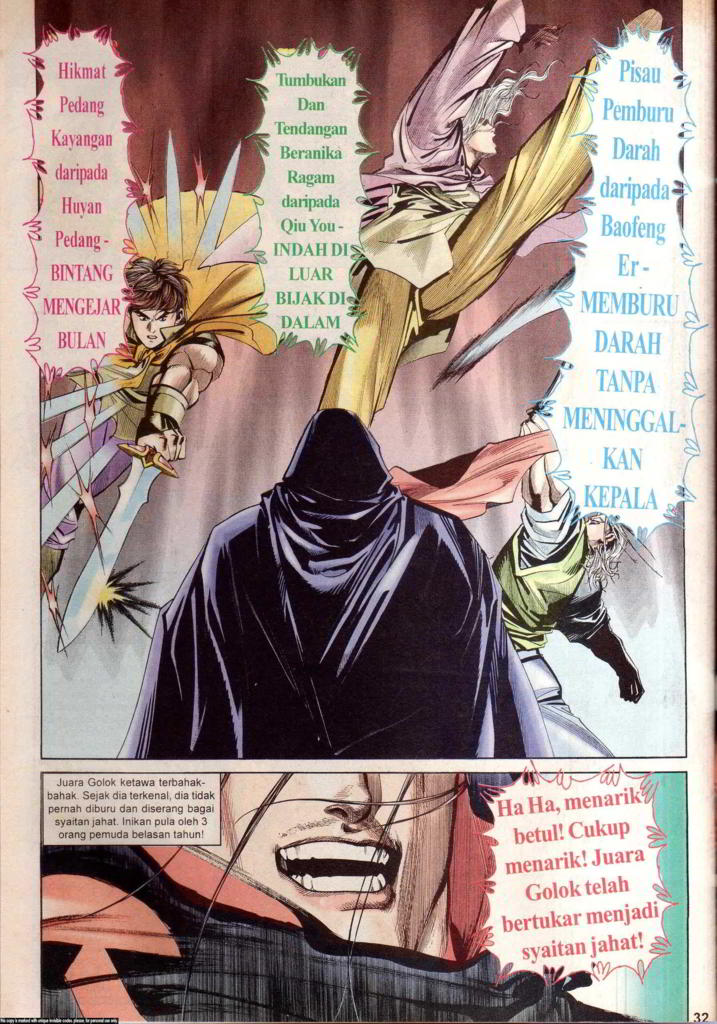 Hikmat
Pedang
Kayangan
daripada
Huyan
Pedang -
BINTANG
MENGEJAR
BULAN
Tumbukan
Dan
Tendangan
Beranika
Ragam
daripada
Qiu You -
INDAH DI
LUAR
BIJAK DI
DALAM
Pisau
Pemburu
Darah
daripada
Baofeng
Er -
MEMBURU
DARAH
TANPA
MENINGGAL-
KAN
KEPALA
Juara Golok ketawa terbahak-
bahak. Sejak dia terkenal, dia tidak
pernah diburu dan diserang bagai
syaitan jahat. Inikan pula oleh 3
orang pemuda belasan tahun!
Ha Ha, menarik
betul! Cukup
menarik! Juara
Golok telah
bertukar menjadi
syaitan jahat!
32